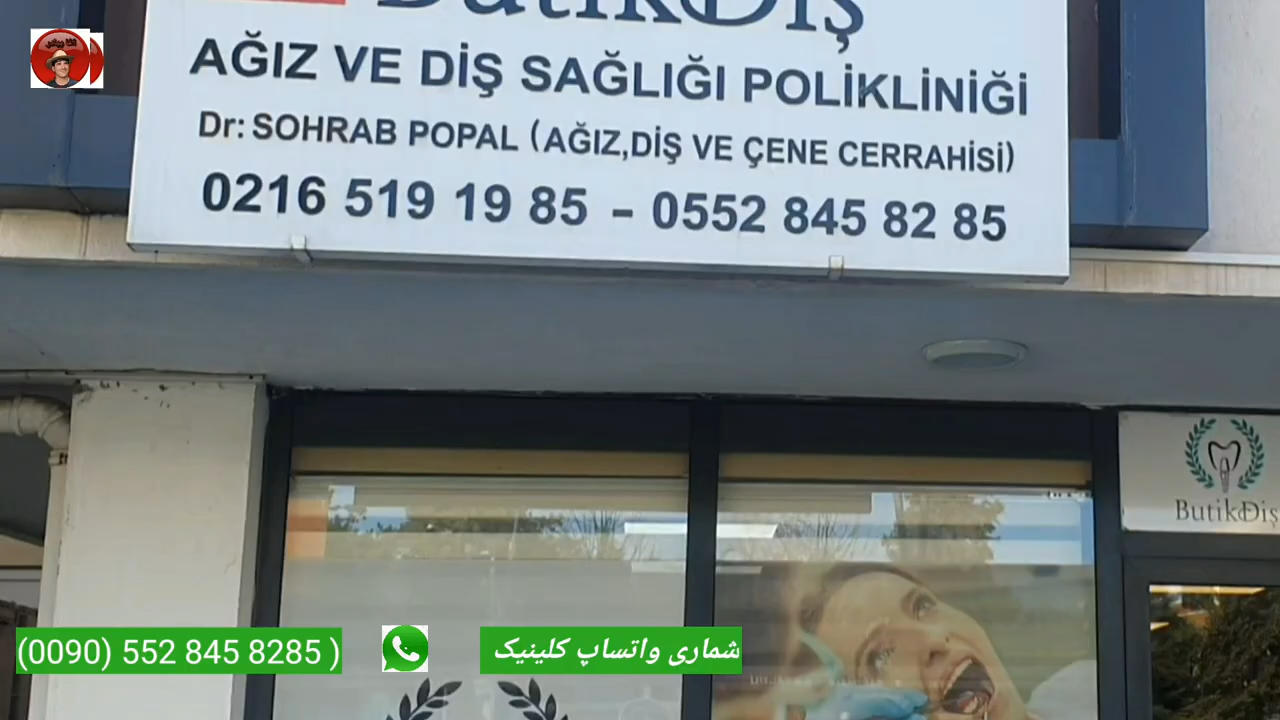 ButikDiş
AĞIZ VE DİŞ SAĞLIĞI POLİKLİNİĞİ
Dr: SOHRAB POPAL (AĞIZ,DİŞ VE ÇENE CERRAHİSİ)
0216 519 19 85 - 0552 845 82 85
ButikDiş
(0090) 552 845 8285 )
شماری واتساپ کلینیک